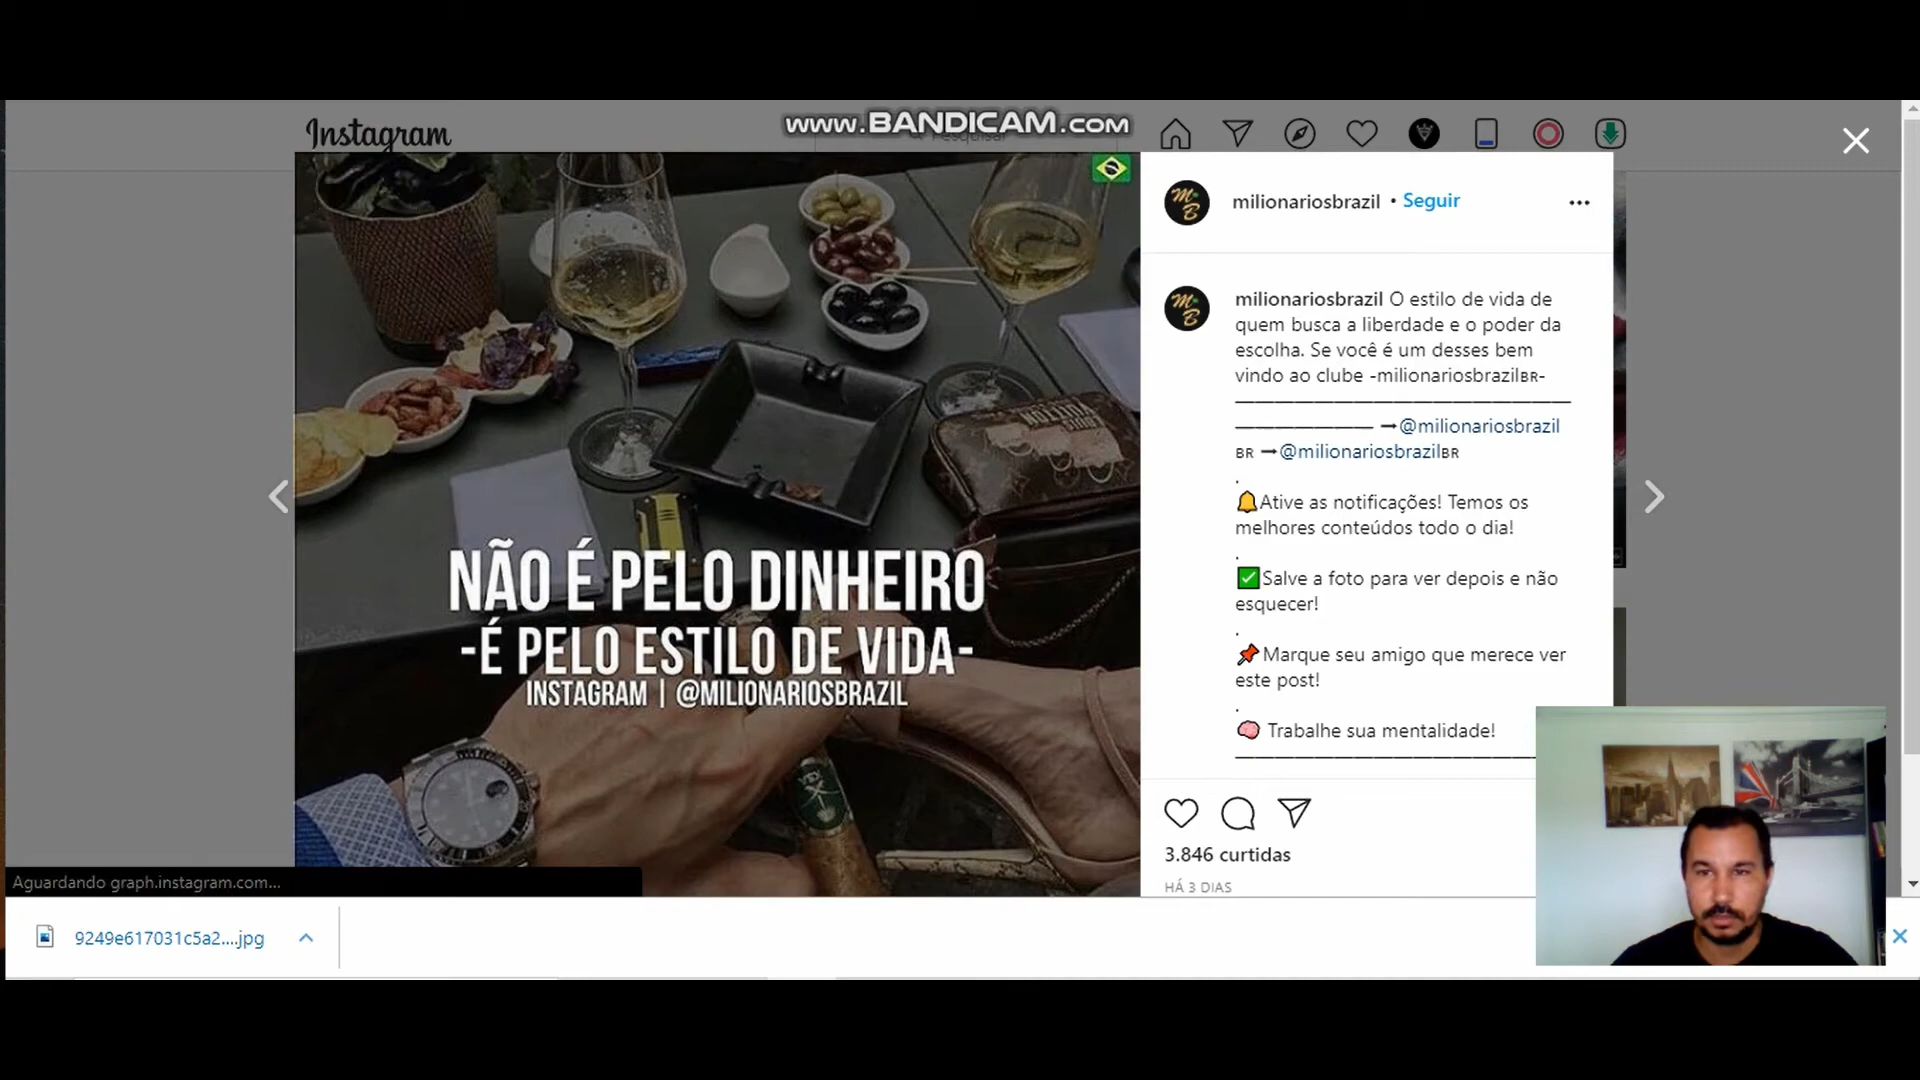 www.BANDICAM.com
Instagram
milionariosbrazil • Seguir
milionariosbrazil O estilo de vida de
quem busca a liberdade e o poder da
escolha. Se você é um desses bem
vindo ao clube -milionariosbrazilBR-
→@milionariosbrazil
BR →@milionariosbrazilBR
.
🔔Ative as notificações! Temos os
melhores conteúdos todo o dia!
.
✅Salve a foto para ver depois e não
esquecer!
.
📌Marque seu amigo que merece ver
este post!
.
🧠 Trabalhe sua mentalidade!
NÃO É PELO DINHEIRO
-É PELO ESTILO DE VIDA-
INSTAGRAM | @MILIONARIOSBRAZIL
3.846 curtidas
HÁ 3 DIAS
Aguardando graph.instagram.com...
9249e617031c5a2....jpg